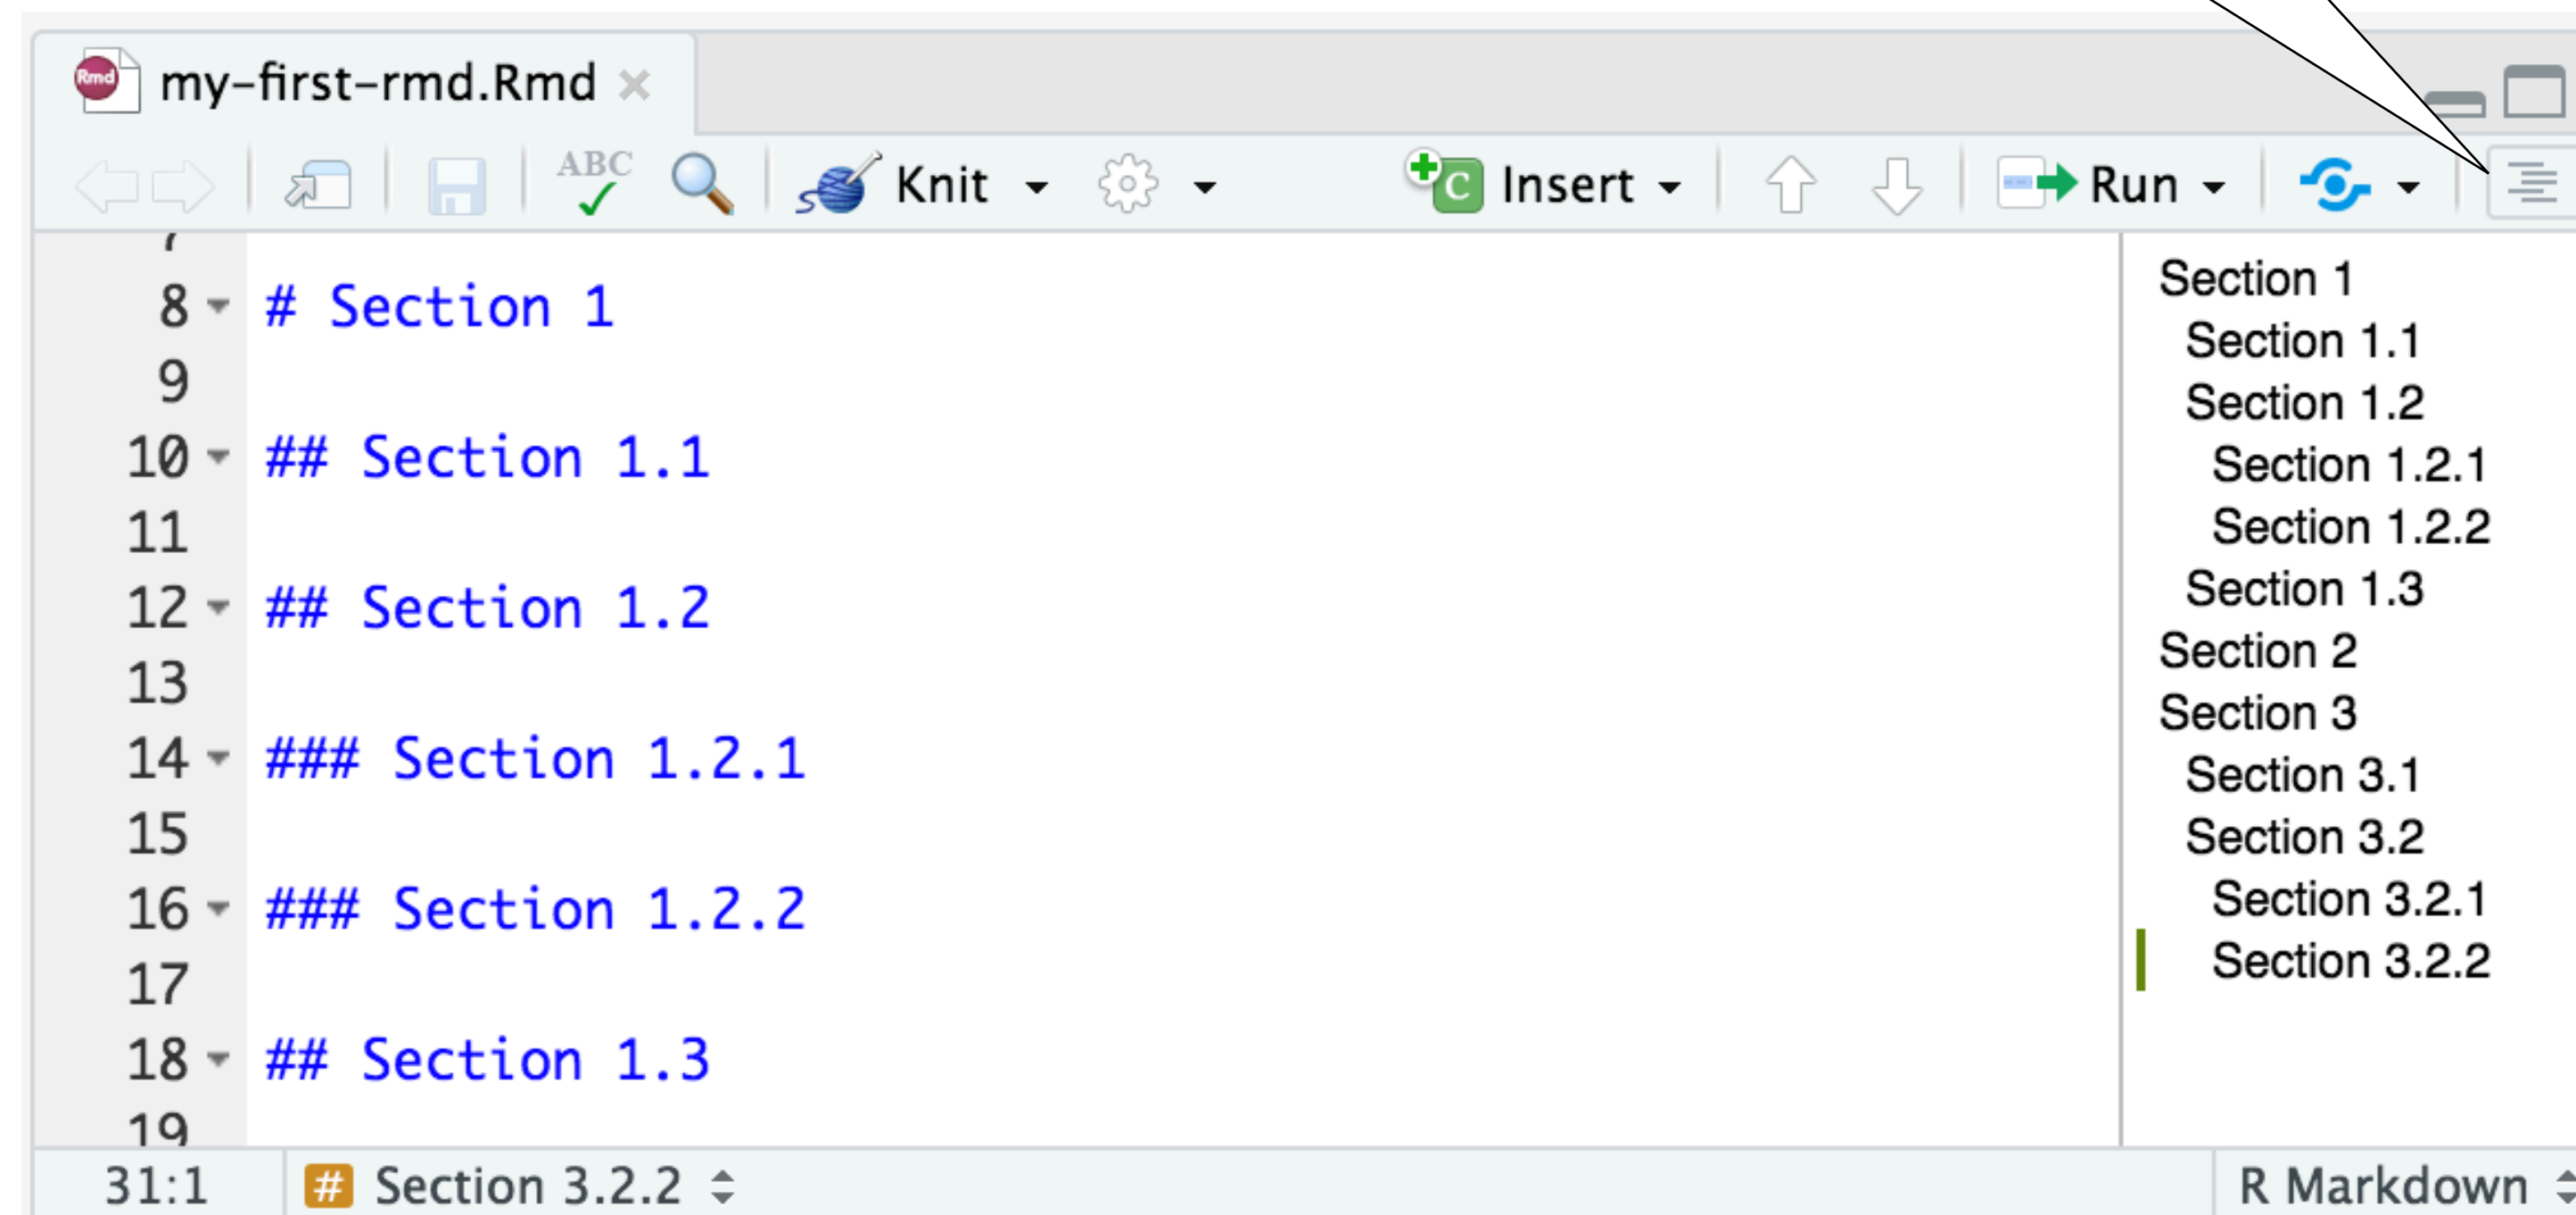 Rmd my-first-rmd.Rmd
ABC Knit C Insert Run
7
8 # Section 1
9
10 ## Section 1.1
11
12 ## Section 1.2
13
14 ### Section 1.2.1
15
16 ### Section 1.2.2
17
18 ## Section 1.3
19
Section 1
Section 1.1
Section 1.2
Section 1.2.1
Section 1.2.2
Section 1.3
Section 2
Section 3
Section 3.1
Section 3.2
Section 3.2.1
Section 3.2.2
31:1 # Section 3.2.2 R Markdown